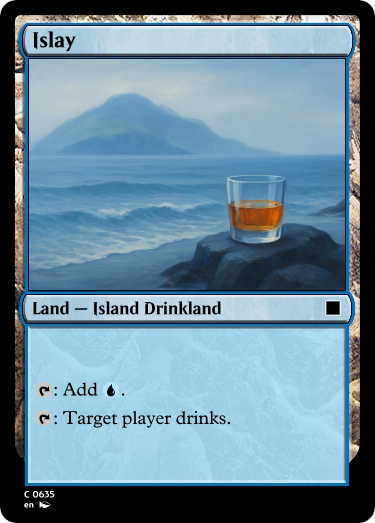 Islay
Land — Island Drinkland
: Add .
: Target player drinks.
C 0635
en